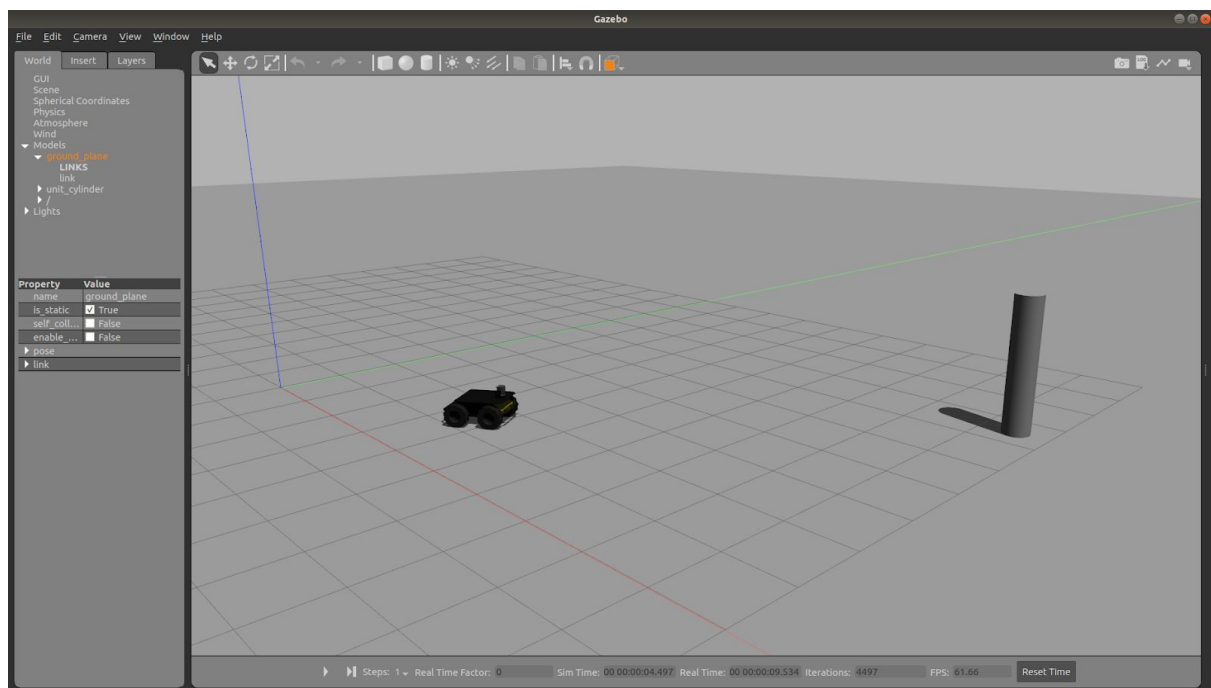 Gazebo
File Edit Camera View Window Help
World Insert Layers
GUI
Scene
Spherical Coordinates
Physics
Atmosphere
Wind
Models
ground_plane
LINKS
link
unit_cylinder
/
Lights
Property Value
name ground_plane
is_static True
self_coll... False
enable_... False
pose
link
LOG
Steps: 1 Real Time Factor: 0 Sim Time: 00 00:00:04.497 Real Time: 00 00:00:09.534 Iterations: 4497 FPS: 61.66 Reset Time